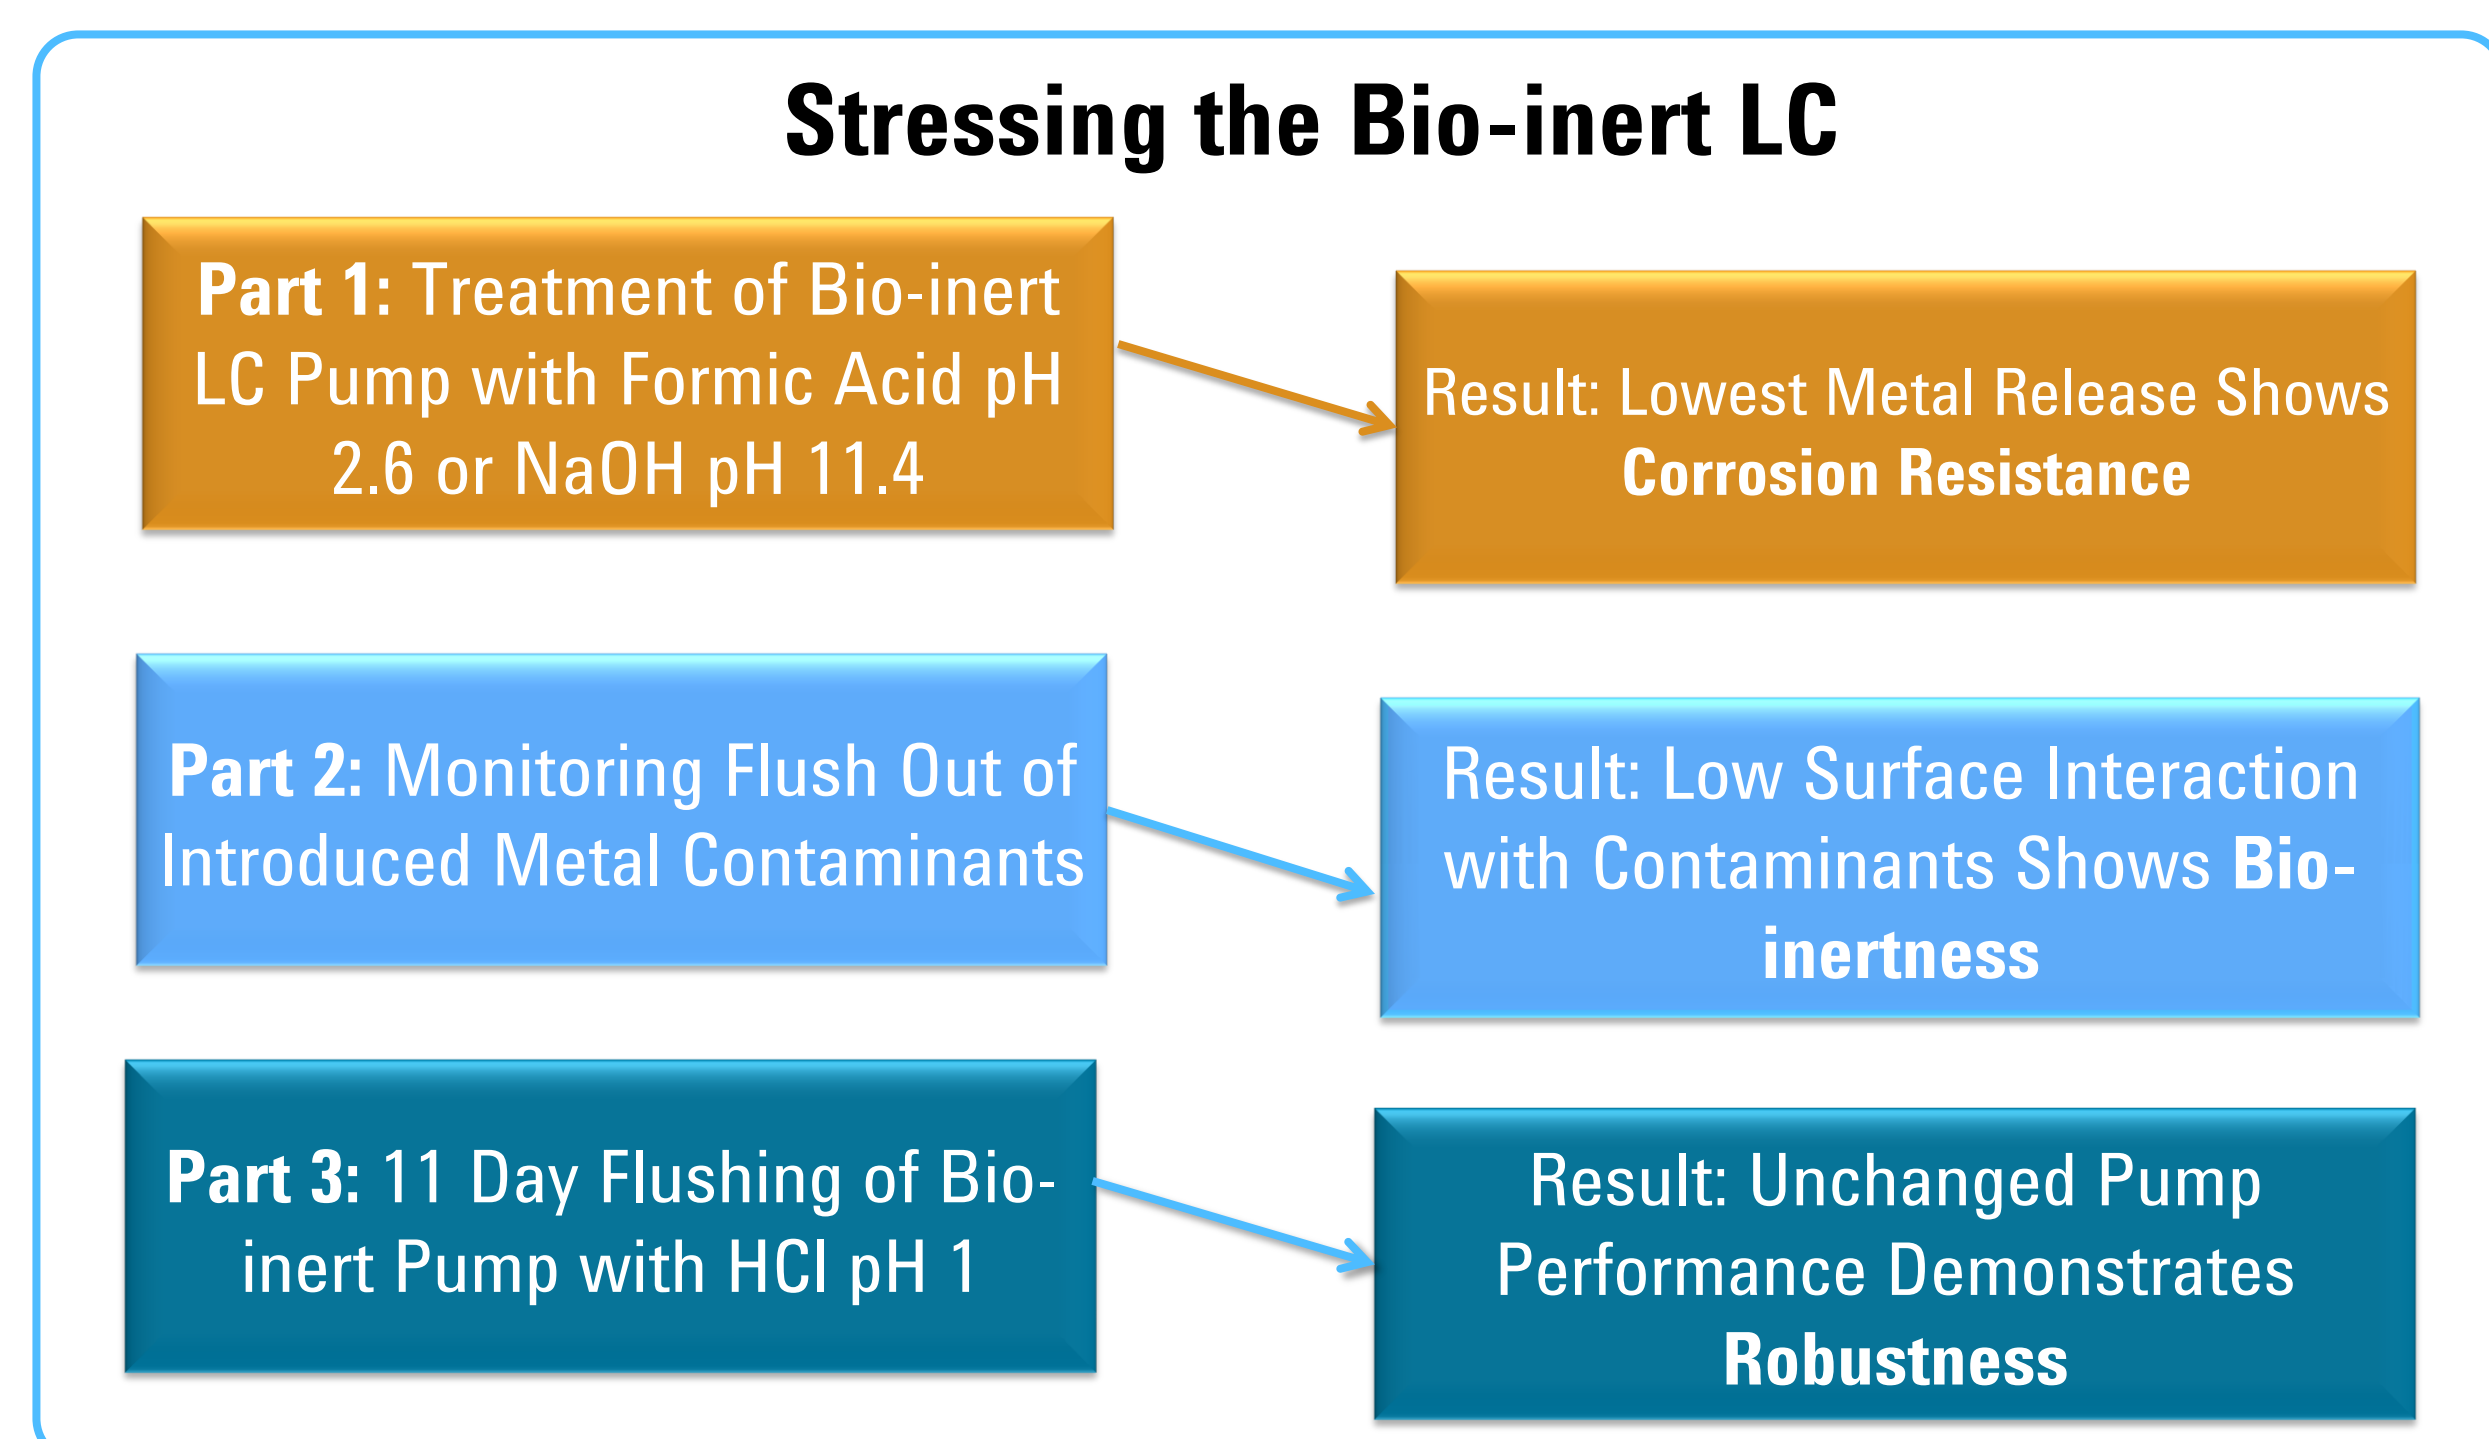 Stressing the Bio-inert LC
Part 1: Treatment of Bio-inert
LC Pump with Formic Acid pH
2.6 or NaOH pH 11.4
Result: Lowest Metal Release Shows
Corrosion Resistance
Part 2: Monitoring Flush Out of
Introduced Metal Contaminants
Result: Low Surface Interaction
with Contaminants Shows Bio-
inertness
Part 3: 11 Day Flushing of Bio-
inert Pump with HCl pH 1
Result: Unchanged Pump
Performance Demonstrates
Robustness